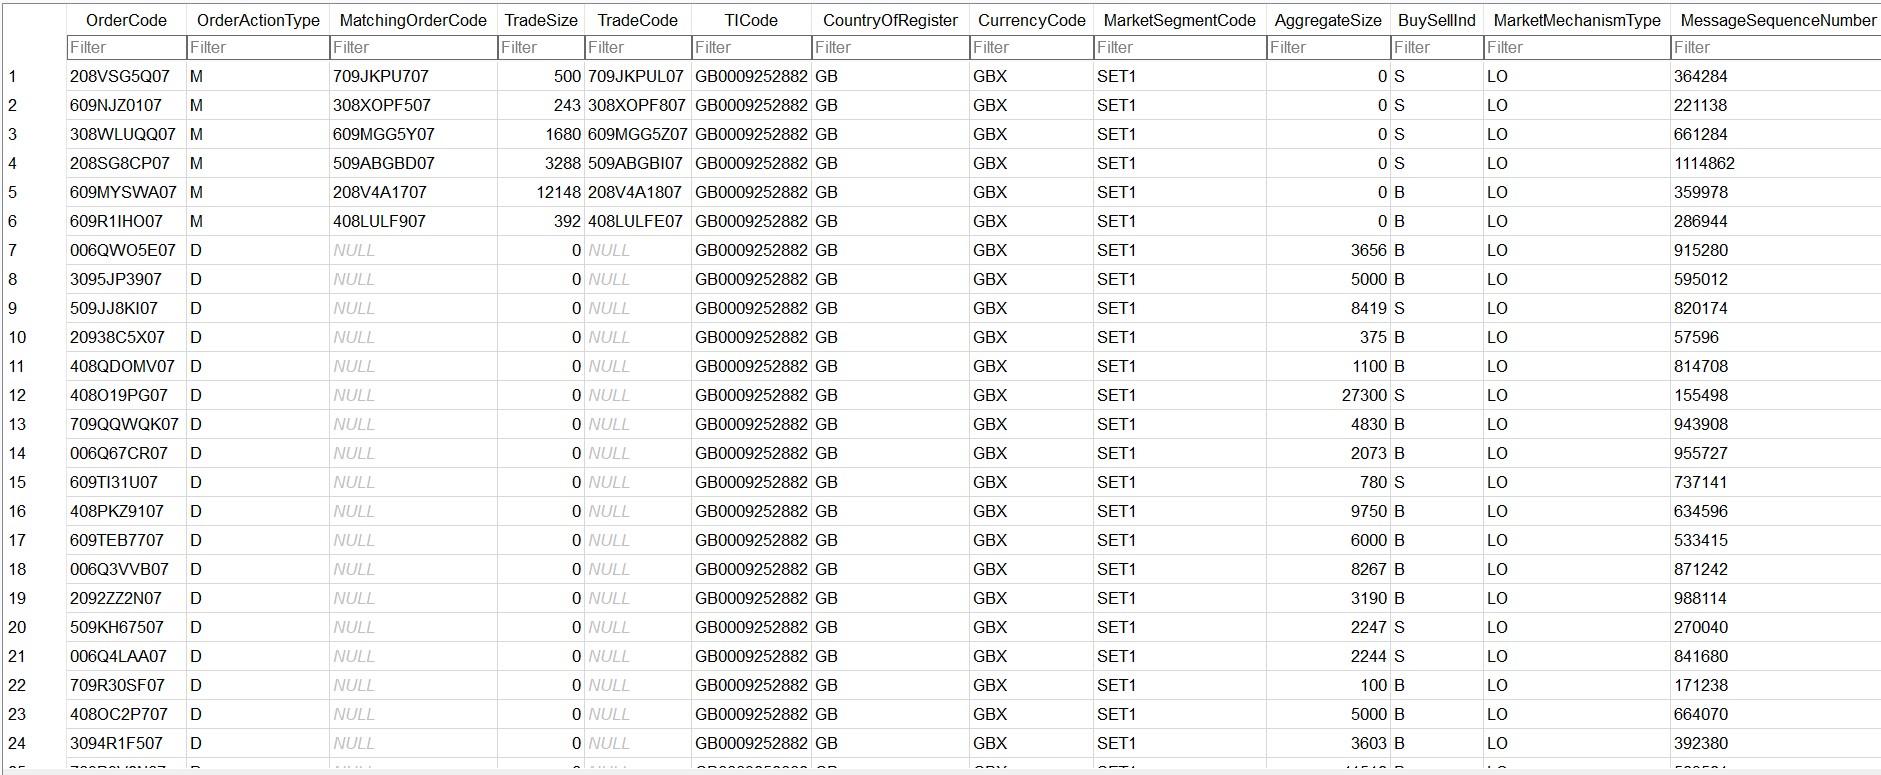 OrderCode OrderActionType MatchingOrderCode TradeSize TradeCode TICode CountryOfRegister CurrencyCode MarketSegmentCode AggregateSize BuySellInd MarketMechanismType MessageSequenceNumber
Filter Filter Filter Filter Filter Filter Filter Filter Filter Filter Filter Filter Filter
1 208VSG5Q07 M 709JKPU707 500 709JKPUL07 GB0009252882 GB GBX SET1 0 S LO 364284
2 609NJZ0107 M 308XOPF507 243 308XOPF807 GB0009252882 GB GBX SET1 0 S LO 221138
3 308WLUQQ07 M 609MGG5Y07 1680 609MGG5Z07 GB0009252882 GB GBX SET1 0 S LO 661284
4 208SG8CP07 M 509ABGBD07 3288 509ABGBI07 GB0009252882 GB GBX SET1 0 S LO 1114862
5 609MYSWA07 M 208V4A1707 12148 208V4A1807 GB0009252882 GB GBX SET1 0 B LO 359978
6 609R1IHO07 M 408LULF907 392 408LULFE07 GB0009252882 GB GBX SET1 0 B LO 286944
7 006QWO5E07 D NULL 0 NULL GB0009252882 GB GBX SET1 3656 B LO 915280
8 3095JP3907 D NULL 0 NULL GB0009252882 GB GBX SET1 5000 B LO 595012
9 509JJ8KI07 D NULL 0 NULL GB0009252882 GB GBX SET1 8419 S LO 820174
10 20938C5X07 D NULL 0 NULL GB0009252882 GB GBX SET1 375 B LO 57596
11 408QDOMV07 D NULL 0 NULL GB0009252882 GB GBX SET1 1100 B LO 814708
12 408O19PG07 D NULL 0 NULL GB0009252882 GB GBX SET1 27300 S LO 155498
13 709QQWQK07 D NULL 0 NULL GB0009252882 GB GBX SET1 4830 B LO 943908
14 006Q67CR07 D NULL 0 NULL GB0009252882 GB GBX SET1 2073 B LO 955727
15 609TI31U07 D NULL 0 NULL GB0009252882 GB GBX SET1 780 S LO 737141
16 408PKZ9107 D NULL 0 NULL GB0009252882 GB GBX SET1 9750 B LO 634596
17 609TEB7707 D NULL 0 NULL GB0009252882 GB GBX SET1 6000 B LO 533415
18 006Q3VVB07 D NULL 0 NULL GB0009252882 GB GBX SET1 8267 B LO 871242
19 2092ZZ2N07 D NULL 0 NULL GB0009252882 GB GBX SET1 3190 B LO 988114
20 509KH67507 D NULL 0 NULL GB0009252882 GB GBX SET1 2247 S LO 270040
21 006Q4LAA07 D NULL 0 NULL GB0009252882 GB GBX SET1 2244 S LO 841680
22 709R30SF07 D NULL 0 NULL GB0009252882 GB GBX SET1 100 B LO 171238
23 408OC2P707 D NULL 0 NULL GB0009252882 GB GBX SET1 5000 B LO 664070
24 3094R1F507 D NULL 0 NULL GB0009252882 GB GBX SET1 3603 B LO 392380